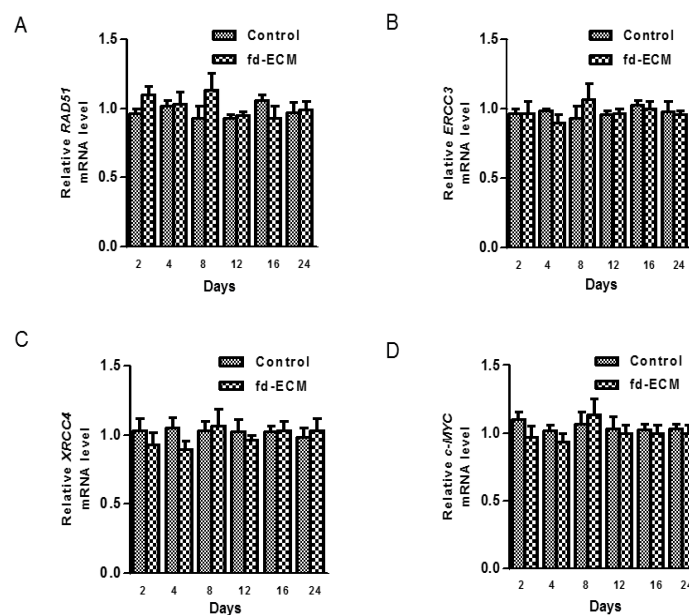 A
Control
fd-ECM
Relative RAD51
mRNA level
1.5
1.0
0.5
0.0
2 4 8 12 16 24
Days
B
Control
fd-ECM
Relative ERCC3
mRNA level
1.5
1.0
0.5
0.0
2 4 8 12 16 24
Days
C
Control
fd-ECM
Relative XRCC4
mRNA level
1.5
1.0
0.5
0.0
2 4 8 12 16 24
Days
D
Control
fd-ECM
Relative c-MYC
mRNA level
1.5
1.0
0.5
0.0
2 4 8 12 16 24
Days